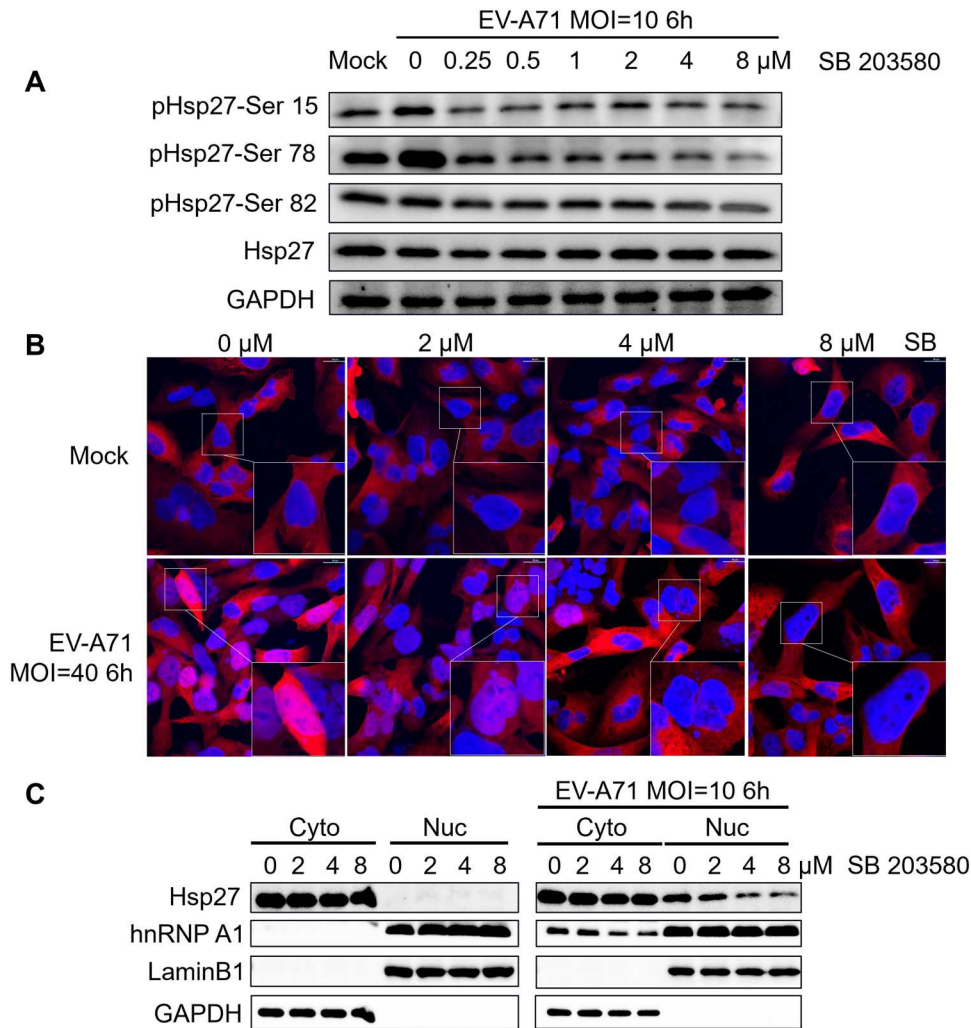 EV-A71 MOI=10 6h
Mock 0 0.25 0.5 1 2 4 8 μM SB 203580
A
pHsp27-Ser 15
pHsp27-Ser 78
pHsp27-Ser 82
Hsp27
GAPDH
B
0 μM 2 μM 4 μM 8 μM SB
Mock
EV-A71
MOI=40 6h
C
EV-A71 MOI=10 6h
Cyto Nuc Cyto Nuc
0 2 4 8 0 2 4 8 0 2 4 8 0 2 4 8 μM SB 203580
Hsp27
hnRNP A1
LaminB1
GAPDH